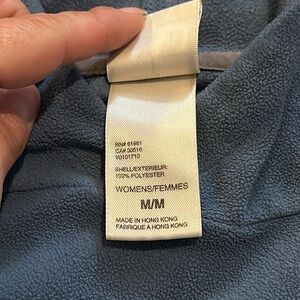 RN# 61661
CA# 30516
V0101710
SHELL/EXTERIEUR:
100% POLYESTER
WOMENS/FEMMES
M/M
MADE IN HONG KONG
FABRIQUE A HONG KONG